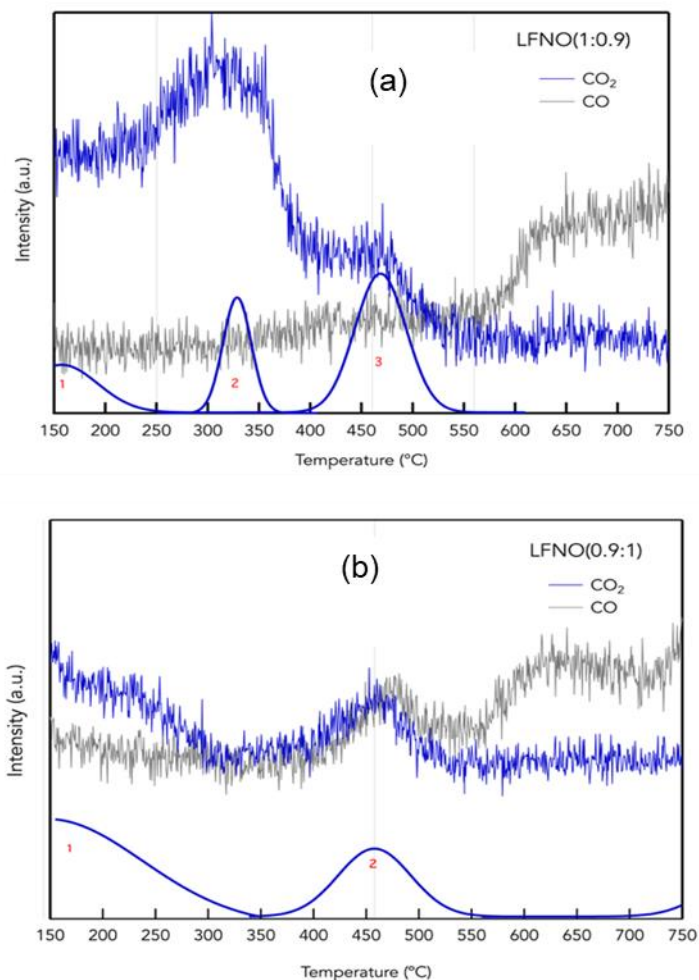 LFNO(1:0.9)
(a)
CO₂
CO
Intensity (a.u.)
1
2
3
150 200 250 300 350 400 450 500 550 600 650 700 750
Temperature (°C)
LFNO(0.9:1)
(b)
CO₂
CO
Intensity (a.u.)
1
2
150 200 250 300 350 400 450 500 550 600 650 700 750
Temperature (°C)